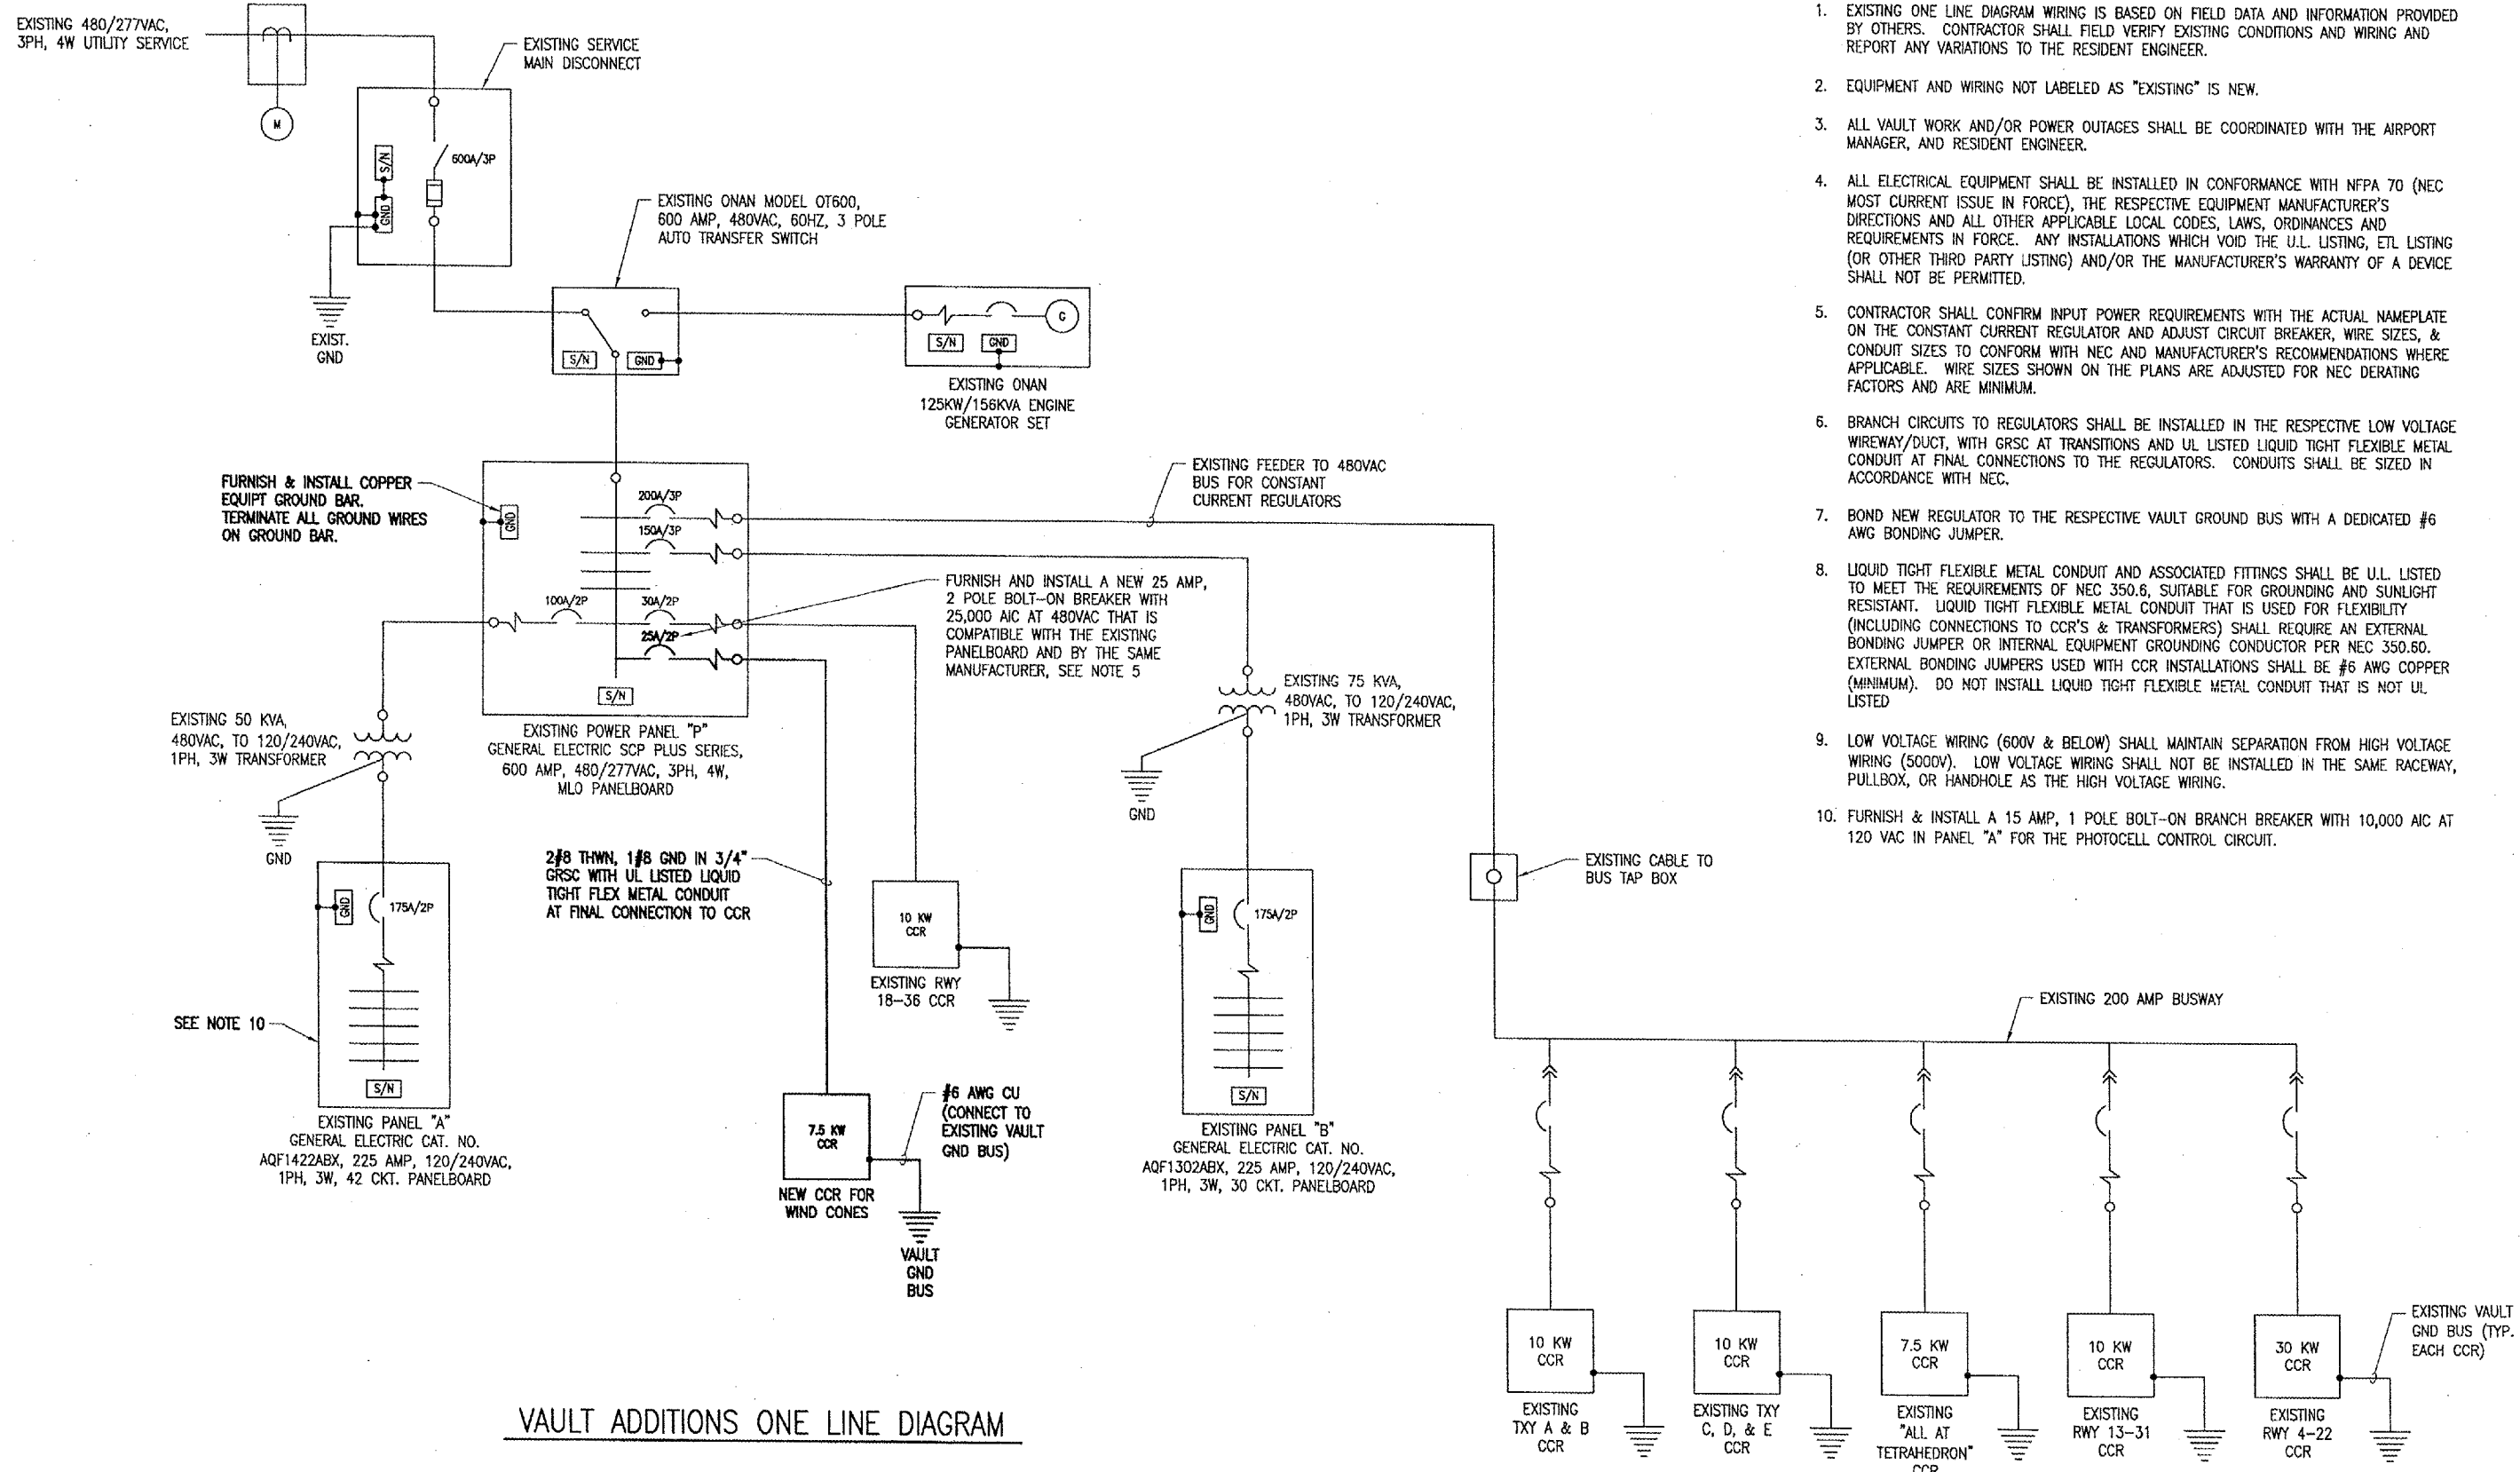 EXISTING 480/277VAC,
3PH, 4W UTILITY SERVICE
M
EXISTING SERVICE
MAIN DISCONNECT
S/N
GND
600A/3P
EXIST.
GND
EXISTING ONAN MODEL OT600,
600 AMP, 480VAC, 60HZ, 3 POLE
AUTO TRANSFER SWITCH
S/N
GND
G
S/N
GND
EXISTING ONAN
125KW/156KVA ENGINE
GENERATOR SET
FURNISH & INSTALL COPPER
EQUIPT GROUND BAR.
TERMINATE ALL GROUND WIRES
ON GROUND BAR.
GND
200A/3P
150A/3P
100A/2P
30A/2P
25A/2P
S/N
EXISTING POWER PANEL "P"
GENERAL ELECTRIC SCP PLUS SERIES,
600 AMP, 480/277VAC, 3PH, 4W,
MLO PANELBOARD
EXISTING FEEDER TO 480VAC
BUS FOR CONSTANT
CURRENT REGULATORS
FURNISH AND INSTALL A NEW 25 AMP,
2 POLE BOLT-ON BREAKER WITH
25,000 AIC AT 480VAC THAT IS
COMPATIBLE WITH THE EXISTING
PANELBOARD AND BY THE SAME
MANUFACTURER, SEE NOTE 5
EXISTING 50 KVA,
480VAC, TO 120/240VAC,
1PH, 3W TRANSFORMER
GND
EXISTING 75 KVA,
480VAC, TO 120/240VAC,
1PH, 3W TRANSFORMER
GND
GND
175A/2P
S/N
SEE NOTE 10
EXISTING PANEL "A"
GENERAL ELECTRIC CAT. NO.
AQF1422ABX, 225 AMP, 120/240VAC,
1PH, 3W, 42 CKT. PANELBOARD
2#8 THWN, 1#8 GND IN 3/4"
GRSC WITH UL LISTED LIQUID
TIGHT FLEX METAL CONDUIT
AT FINAL CONNECTION TO CCR
10 KW
CCR
EXISTING RWY
18-36 CCR
7.5 KW
CCR
NEW CCR FOR
WIND CONES
#6 AWG CU
(CONNECT TO
EXISTING VAULT
GND BUS)
VAULT
GND
BUS
GND
175A/2P
S/N
EXISTING PANEL "B"
GENERAL ELECTRIC CAT. NO.
AQF1302ABX, 225 AMP, 120/240VAC,
1PH, 3W, 30 CKT. PANELBOARD
EXISTING CABLE TO
BUS TAP BOX
EXISTING 200 AMP BUSWAY
10 KW
CCR
EXISTING
TXY A & B
CCR
10 KW
CCR
EXISTING TXY
C, D, & E
CCR
7.5 KW
CCR
EXISTING
"ALL AT
TETRAHEDRON"
CCR
10 KW
CCR
EXISTING
RWY 13-31
CCR
30 KW
CCR
EXISTING
RWY 4-22
CCR
EXISTING VAULT
GND BUS (TYP.
EACH CCR)
VAULT ADDITIONS ONE LINE DIAGRAM
1. EXISTING ONE LINE DIAGRAM WIRING IS BASED ON FIELD DATA AND INFORMATION PROVIDED
BY OTHERS. CONTRACTOR SHALL FIELD VERIFY EXISTING CONDITIONS AND WIRING AND
REPORT ANY VARIATIONS TO THE RESIDENT ENGINEER.
2. EQUIPMENT AND WIRING NOT LABELED AS "EXISTING" IS NEW.
3. ALL VAULT WORK AND/OR POWER OUTAGES SHALL BE COORDINATED WITH THE AIRPORT
MANAGER, AND RESIDENT ENGINEER.
4. ALL ELECTRICAL EQUIPMENT SHALL BE INSTALLED IN CONFORMANCE WITH NFPA 70 (NEC
MOST CURRENT ISSUE IN FORCE), THE RESPECTIVE EQUIPMENT MANUFACTURER'S
DIRECTIONS AND ALL OTHER APPLICABLE LOCAL CODES, LAWS, ORDINANCES AND
REQUIREMENTS IN FORCE. ANY INSTALLATIONS WHICH VOID THE U.L. LISTING, ETL LISTING
(OR OTHER THIRD PARTY LISTING) AND/OR THE MANUFACTURER'S WARRANTY OF A DEVICE
SHALL NOT BE PERMITTED.
5. CONTRACTOR SHALL CONFIRM INPUT POWER REQUIREMENTS WITH THE ACTUAL NAMEPLATE
ON THE CONSTANT CURRENT REGULATOR AND ADJUST CIRCUIT BREAKER, WIRE SIZES, &
CONDUIT SIZES TO CONFORM WITH NEC AND MANUFACTURER'S RECOMMENDATIONS WHERE
APPLICABLE. WIRE SIZES SHOWN ON THE PLANS ARE ADJUSTED FOR NEC DERATING
FACTORS AND ARE MINIMUM.
6. BRANCH CIRCUITS TO REGULATORS SHALL BE INSTALLED IN THE RESPECTIVE LOW VOLTAGE
WIREWAY/DUCT, WITH GRSC AT TRANSITIONS AND UL LISTED LIQUID TIGHT FLEXIBLE METAL
CONDUIT AT FINAL CONNECTIONS TO THE REGULATORS. CONDUITS SHALL BE SIZED IN
ACCORDANCE WITH NEC.
7. BOND NEW REGULATOR TO THE RESPECTIVE VAULT GROUND BUS WITH A DEDICATED #6
AWG BONDING JUMPER.
8. LIQUID TIGHT FLEXIBLE METAL CONDUIT AND ASSOCIATED FITTINGS SHALL BE U.L. LISTED
TO MEET THE REQUIREMENTS OF NEC 350.6, SUITABLE FOR GROUNDING AND SUNLIGHT
RESISTANT. LIQUID TIGHT FLEXIBLE METAL CONDUIT THAT IS USED FOR FLEXIBILITY
(INCLUDING CONNECTIONS TO CCR'S & TRANSFORMERS) SHALL REQUIRE AN EXTERNAL
BONDING JUMPER OR INTERNAL EQUIPMENT GROUNDING CONDUCTOR PER NEC 350.60.
EXTERNAL BONDING JUMPERS USED WITH CCR INSTALLATIONS SHALL BE #6 AWG COPPER
(MINIMUM). DO NOT INSTALL LIQUID TIGHT FLEXIBLE METAL CONDUIT THAT IS NOT UL
LISTED
9. LOW VOLTAGE WIRING (600V & BELOW) SHALL MAINTAIN SEPARATION FROM HIGH VOLTAGE
WIRING (5000V). LOW VOLTAGE WIRING SHALL NOT BE INSTALLED IN THE SAME RACEWAY,
PULLBOX, OR HANDHOLE AS THE HIGH VOLTAGE WIRING.
10. FURNISH & INSTALL A 15 AMP, 1 POLE BOLT-ON BRANCH BREAKER WITH 10,000 AIC AT
120 VAC IN PANEL "A" FOR THE PHOTOCELL CONTROL CIRCUIT.